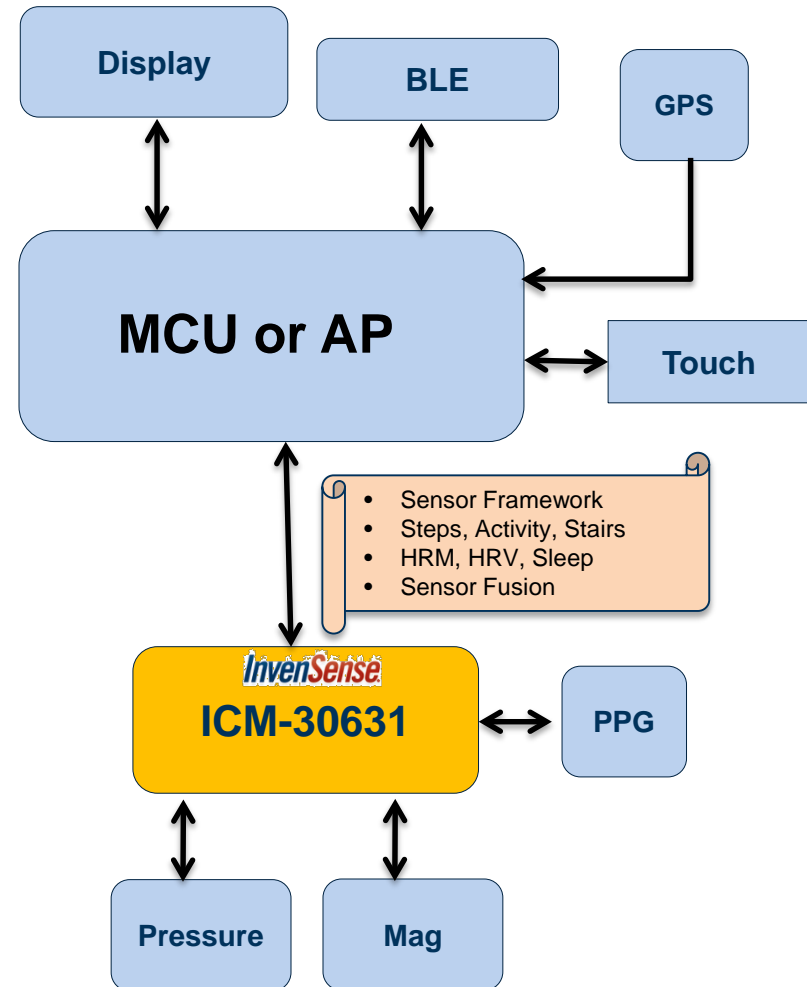 Display
BLE
GPS
MCU or AP
Touch
• Sensor Framework
• Steps, Activity, Stairs
• HRM, HRV, Sleep
• Sensor Fusion
InvenSense
ICM-30631
PPG
Pressure
Mag